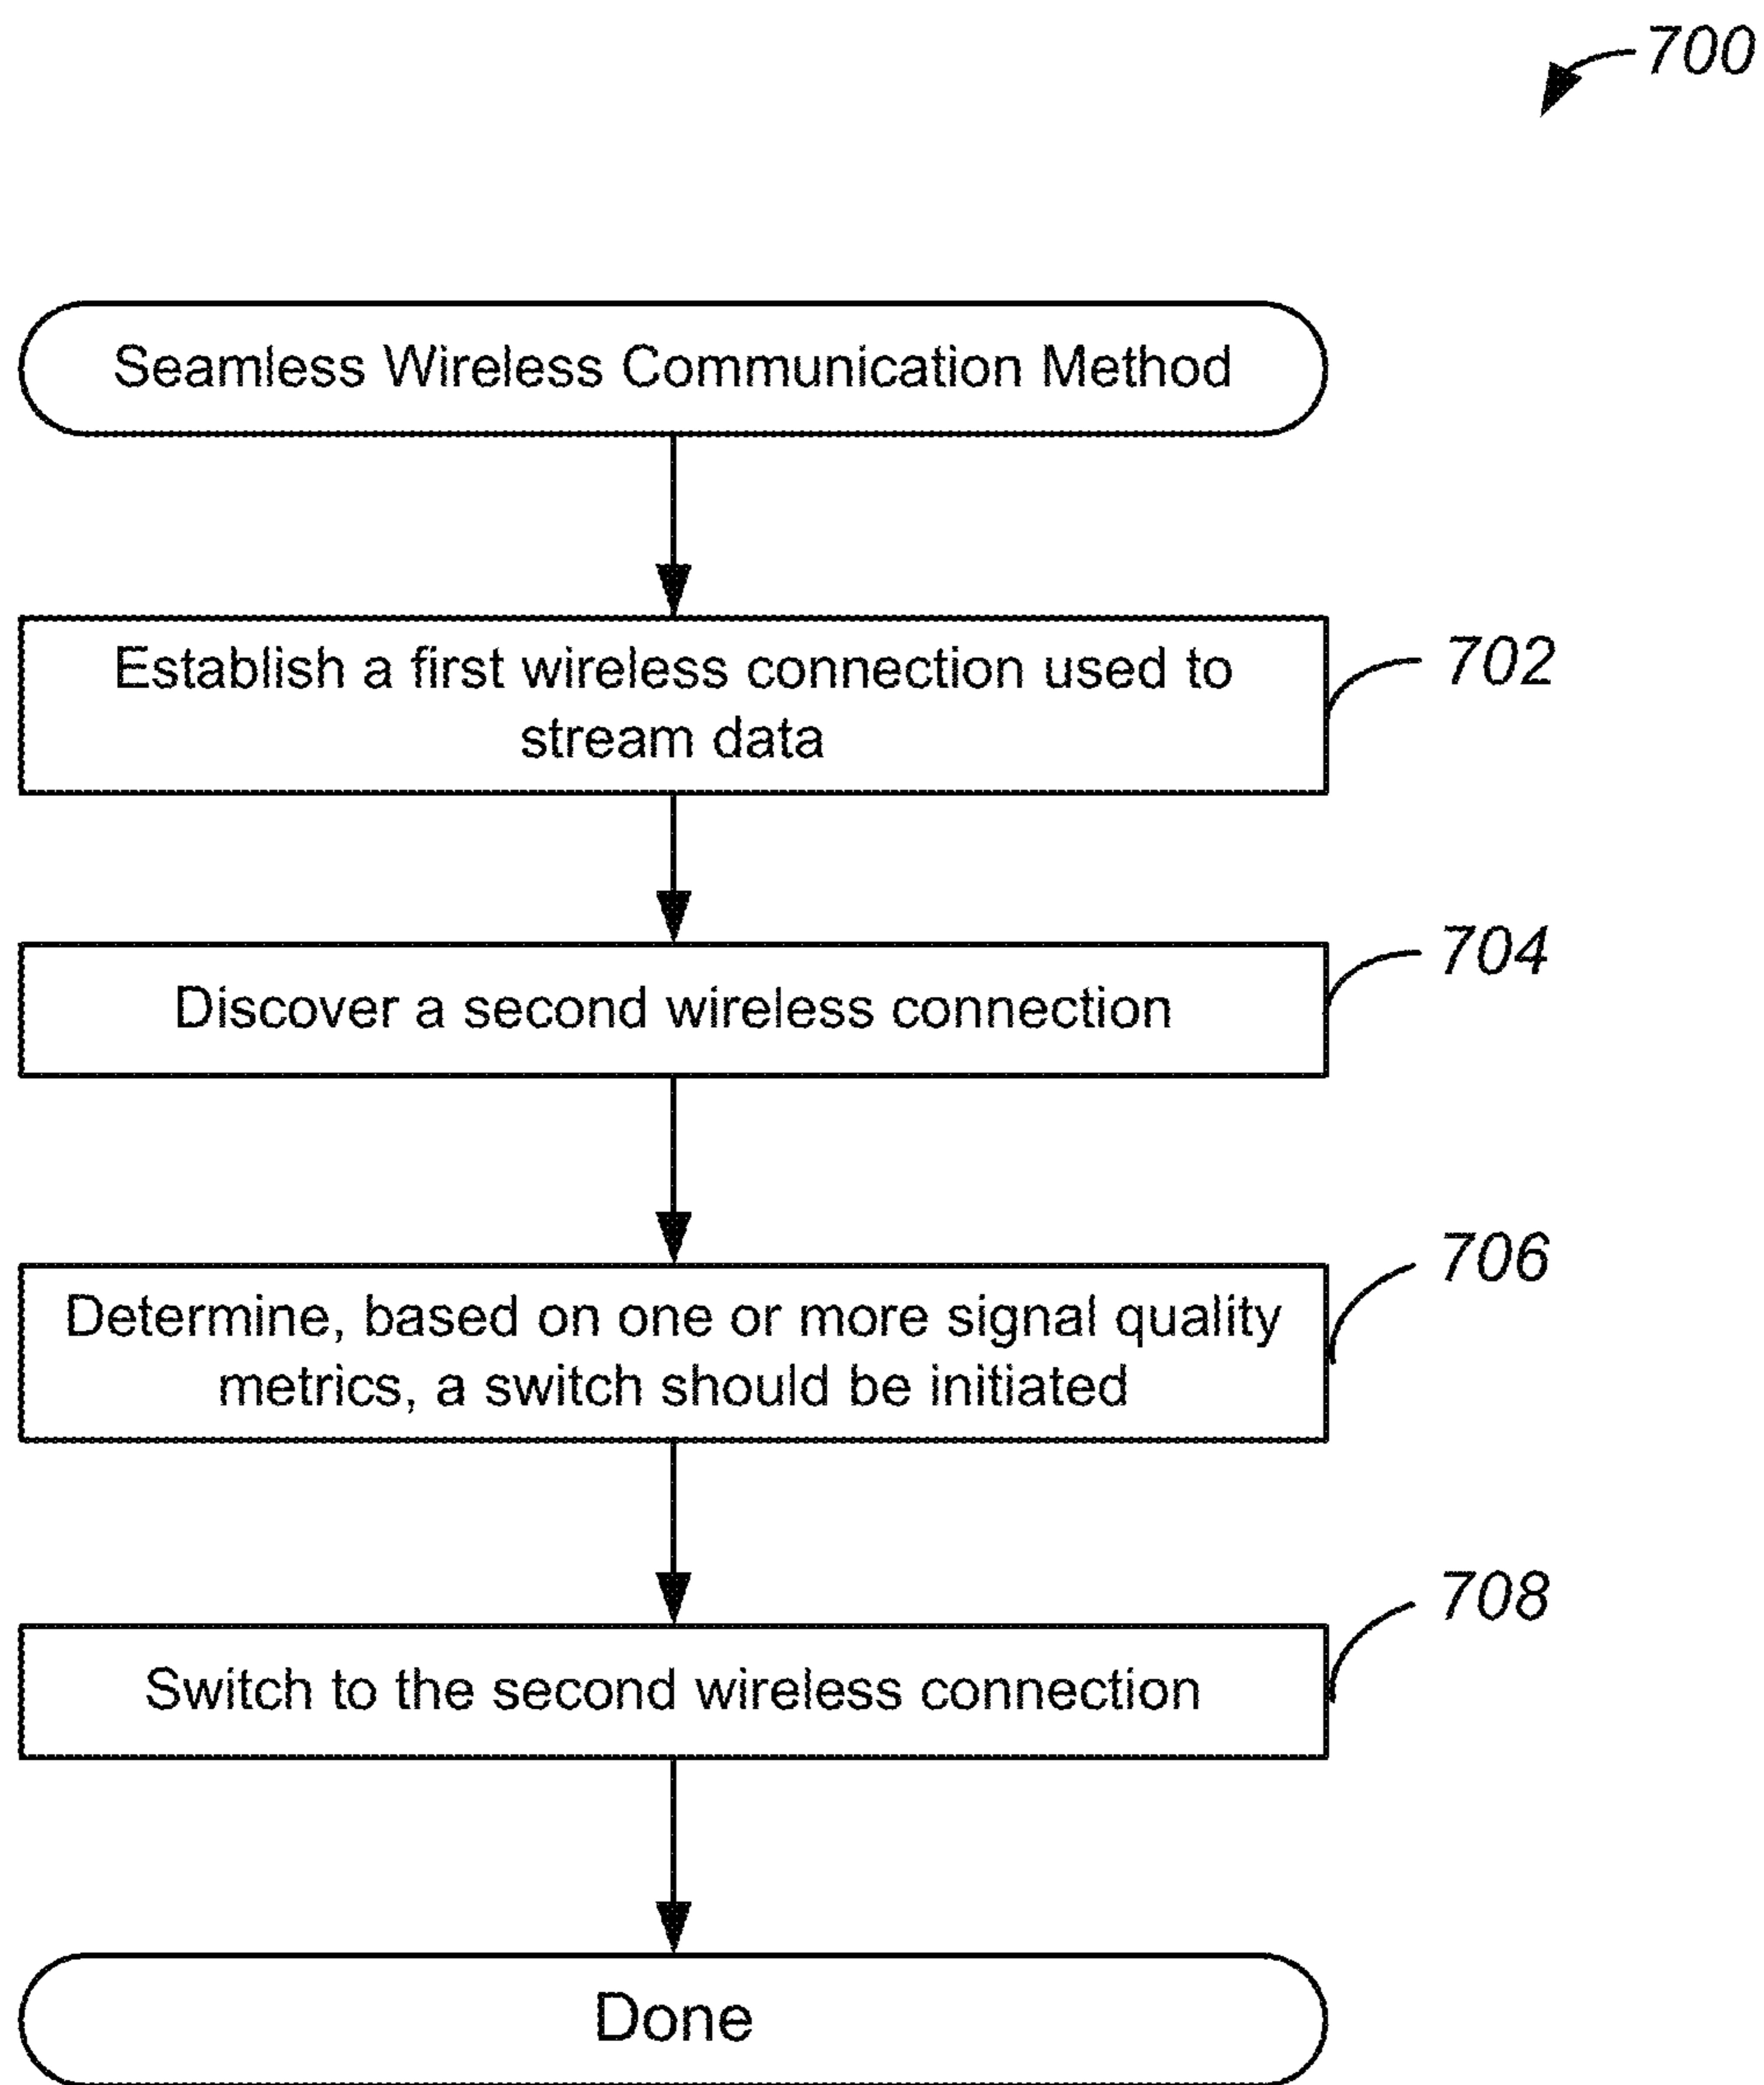 700
Seamless Wireless Communication Method
Establish a first wireless connection used to
stream data
702
Discover a second wireless connection
704
Determine, based on one or more signal quality
metrics, a switch should be initiated
706
Switch to the second wireless connection
708
Done